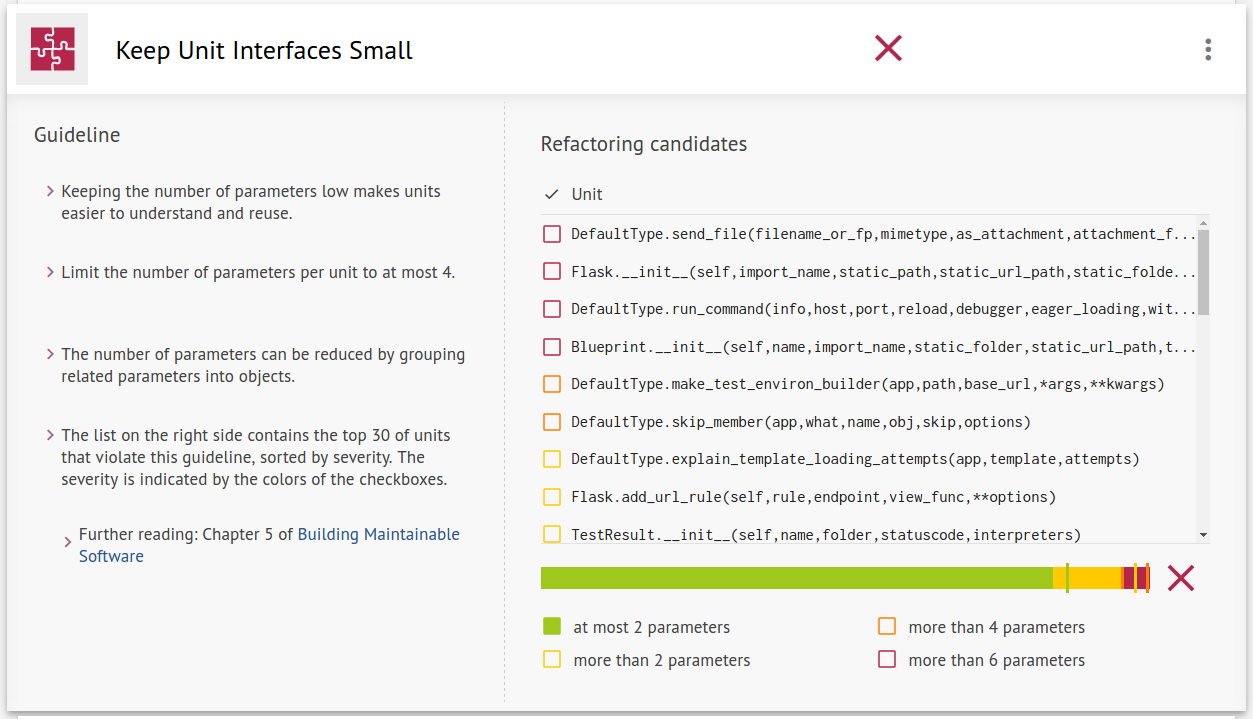 Keep Unit Interfaces Small
Guideline
Keeping the number of parameters low makes units
easier to understand and reuse.
Limit the number of parameters per unit to at most 4.
The number of parameters can be reduced by grouping
related parameters into objects.
The list on the right side contains the top 30 of units
that violate this guideline, sorted by severity. The
severity is indicated by the colors of the checkboxes.
Further reading: Chapter 5 of Building Maintainable
Software
Refactoring candidates
Unit
DefaultType.send_file(filename_or_fp,mimetype,as_attachment,attachment_f...
Flask.__init__(self,import_name,static_path,static_url_path,static_folde...
DefaultType.run_command(info,host,port,reload,debugger,eager_loading,wit...
Blueprint.__init__(self,name,import_name,static_folder,static_url_path,t...
DefaultType.make_test_environ_builder(app,path,base_url,*args,**kwargs)
DefaultType.skip_member(app,what,name,obj,skip,options)
DefaultType.explain_template_loading_attempts(app,template,attempts)
Flask.add_url_rule(self,rule,endpoint,view_func,**options)
TestResult.__init__(self,name,folder,statuscode,interpreters)
at most 2 parameters
more than 2 parameters
more than 4 parameters
more than 6 parameters